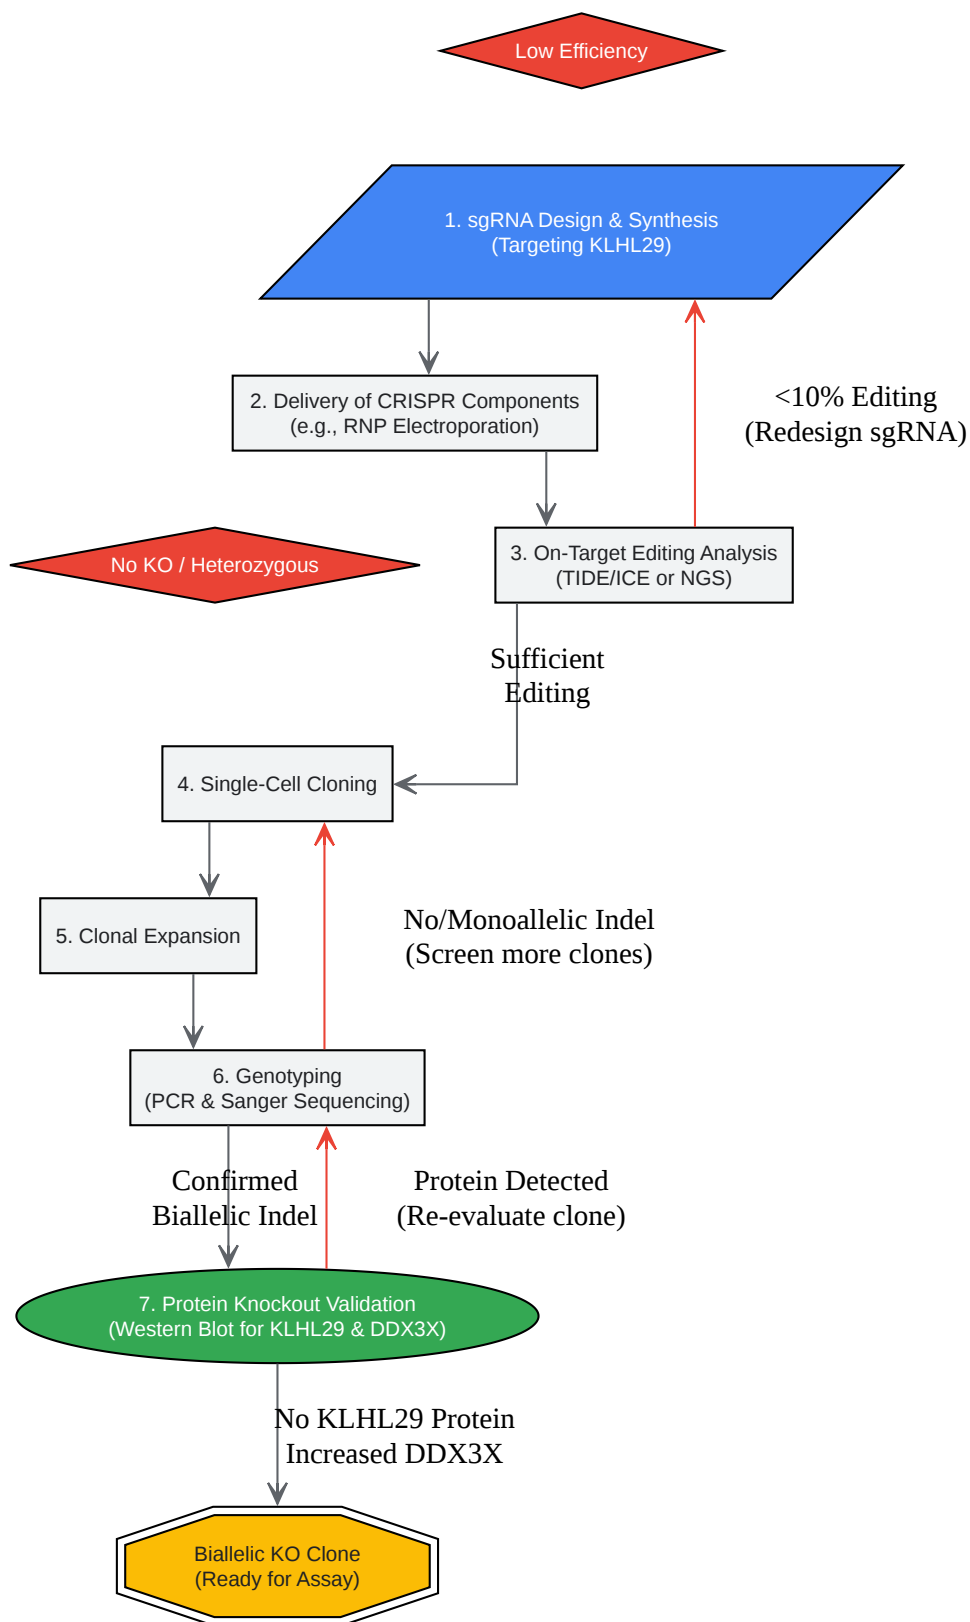 Low Efficiency
1. sgRNA Design & Synthesis
(Targeting KLHL29)
2. Delivery of CRISPR Components
(e.g., RNP Electroporation)
<10% Editing
(Redesign sgRNA)
3. On-Target Editing Analysis
(TIDE/ICE or NGS)
No KO / Heterozygous
Sufficient
Editing
4. Single-Cell Cloning
5. Clonal Expansion
No/Monoallelic Indel
(Screen more clones)
6. Genotyping
(PCR & Sanger Sequencing)
Confirmed
Biallelic Indel
Protein Detected
(Re-evaluate clone)
7. Protein Knockout Validation
(Western Blot for KLHL29 & DDX3X)
No KLHL29 Protein
Increased DDX3X
Biallelic KO Clone
(Ready for Assay)